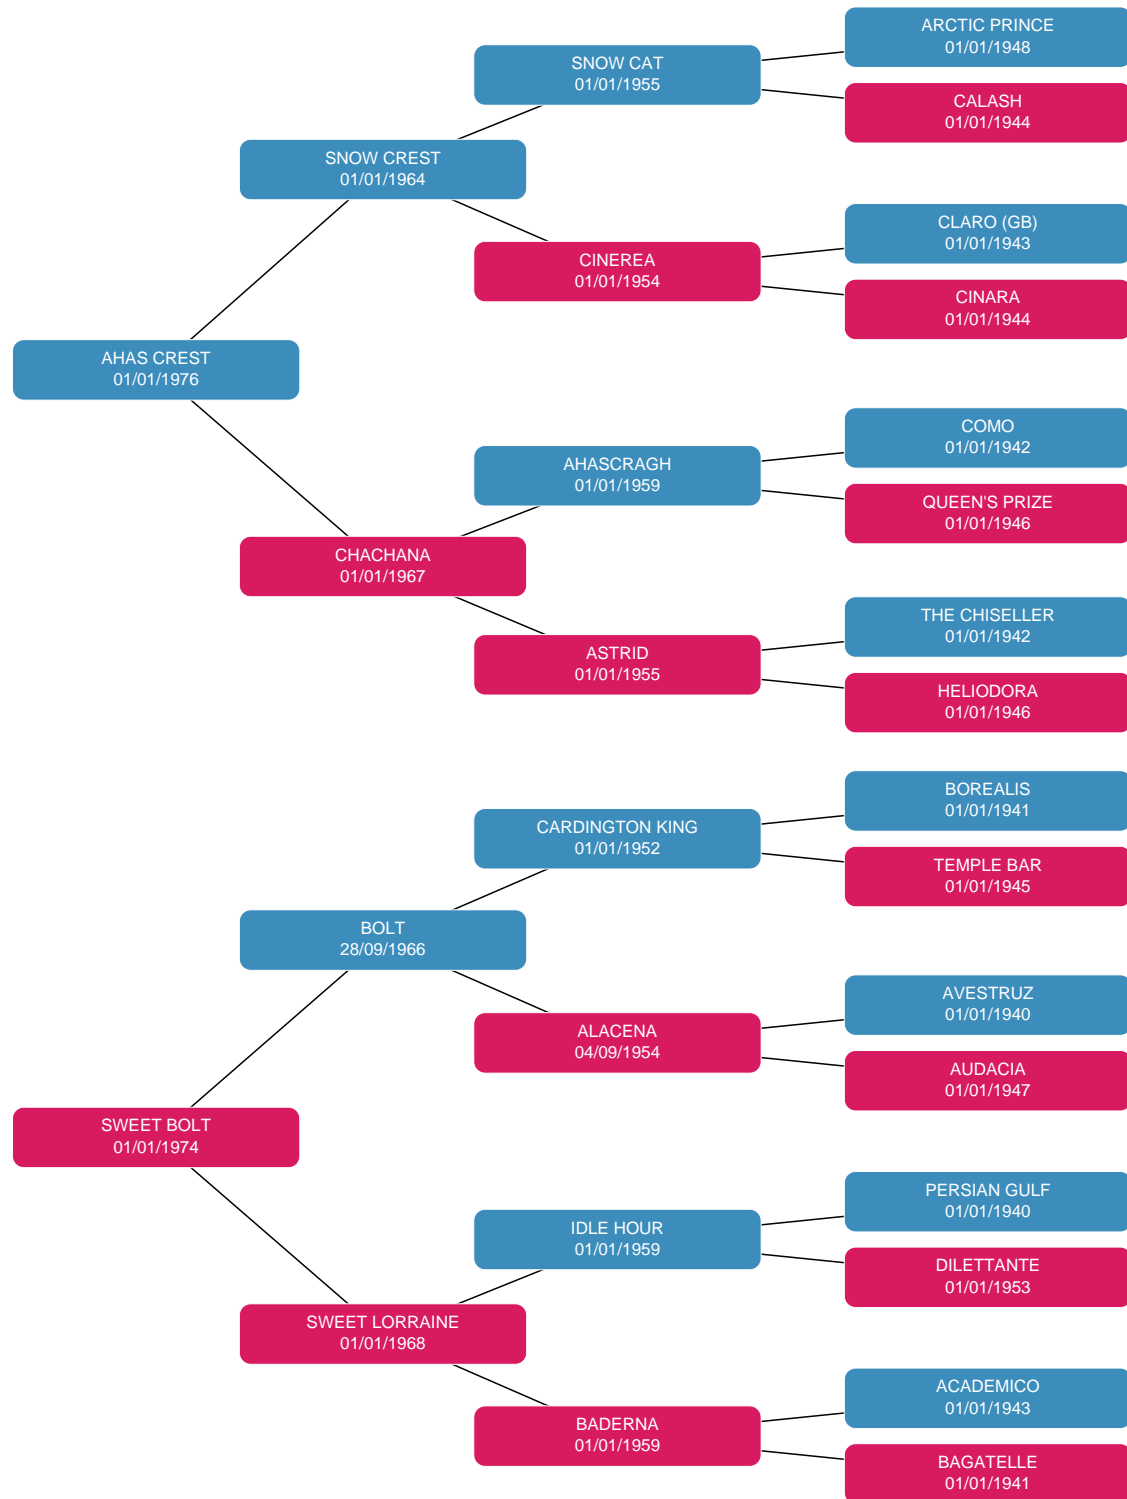 ARCTIC PRINCE
01/01/1948
SNOW CAT
01/01/1955
CALASH
01/01/1944
SNOW CREST
01/01/1964
CLARO (GB)
01/01/1943
CINEREA
01/01/1954
CINARA
01/01/1944
AHAS CREST
01/01/1976
COMO
01/01/1942
AHASCRAGH
01/01/1959
QUEEN'S PRIZE
01/01/1946
CHACHANA
01/01/1967
THE CHISELLER
01/01/1942
ASTRID
01/01/1955
HELIODORA
01/01/1946
BOREALIS
01/01/1941
CARDINGTON KING
01/01/1952
TEMPLE BAR
01/01/1945
BOLT
28/09/1966
AVESTRUZ
01/01/1940
ALACENA
04/09/1954
AUDACIA
01/01/1947
SWEET BOLT
01/01/1974
PERSIAN GULF
01/01/1940
IDLE HOUR
01/01/1959
DILETTANTE
01/01/1953
SWEET LORRAINE
01/01/1968
ACADEMICO
01/01/1943
BADERNA
01/01/1959
BAGATELLE
01/01/1941